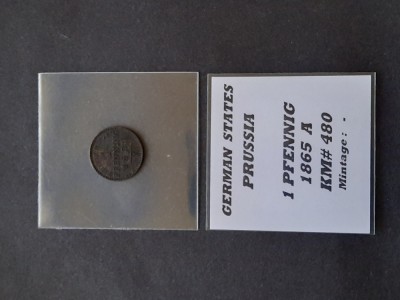 GERMAN STATES
PRUSSIA
1 PFENNIG
1865 A
KM# 480
Mintage: -